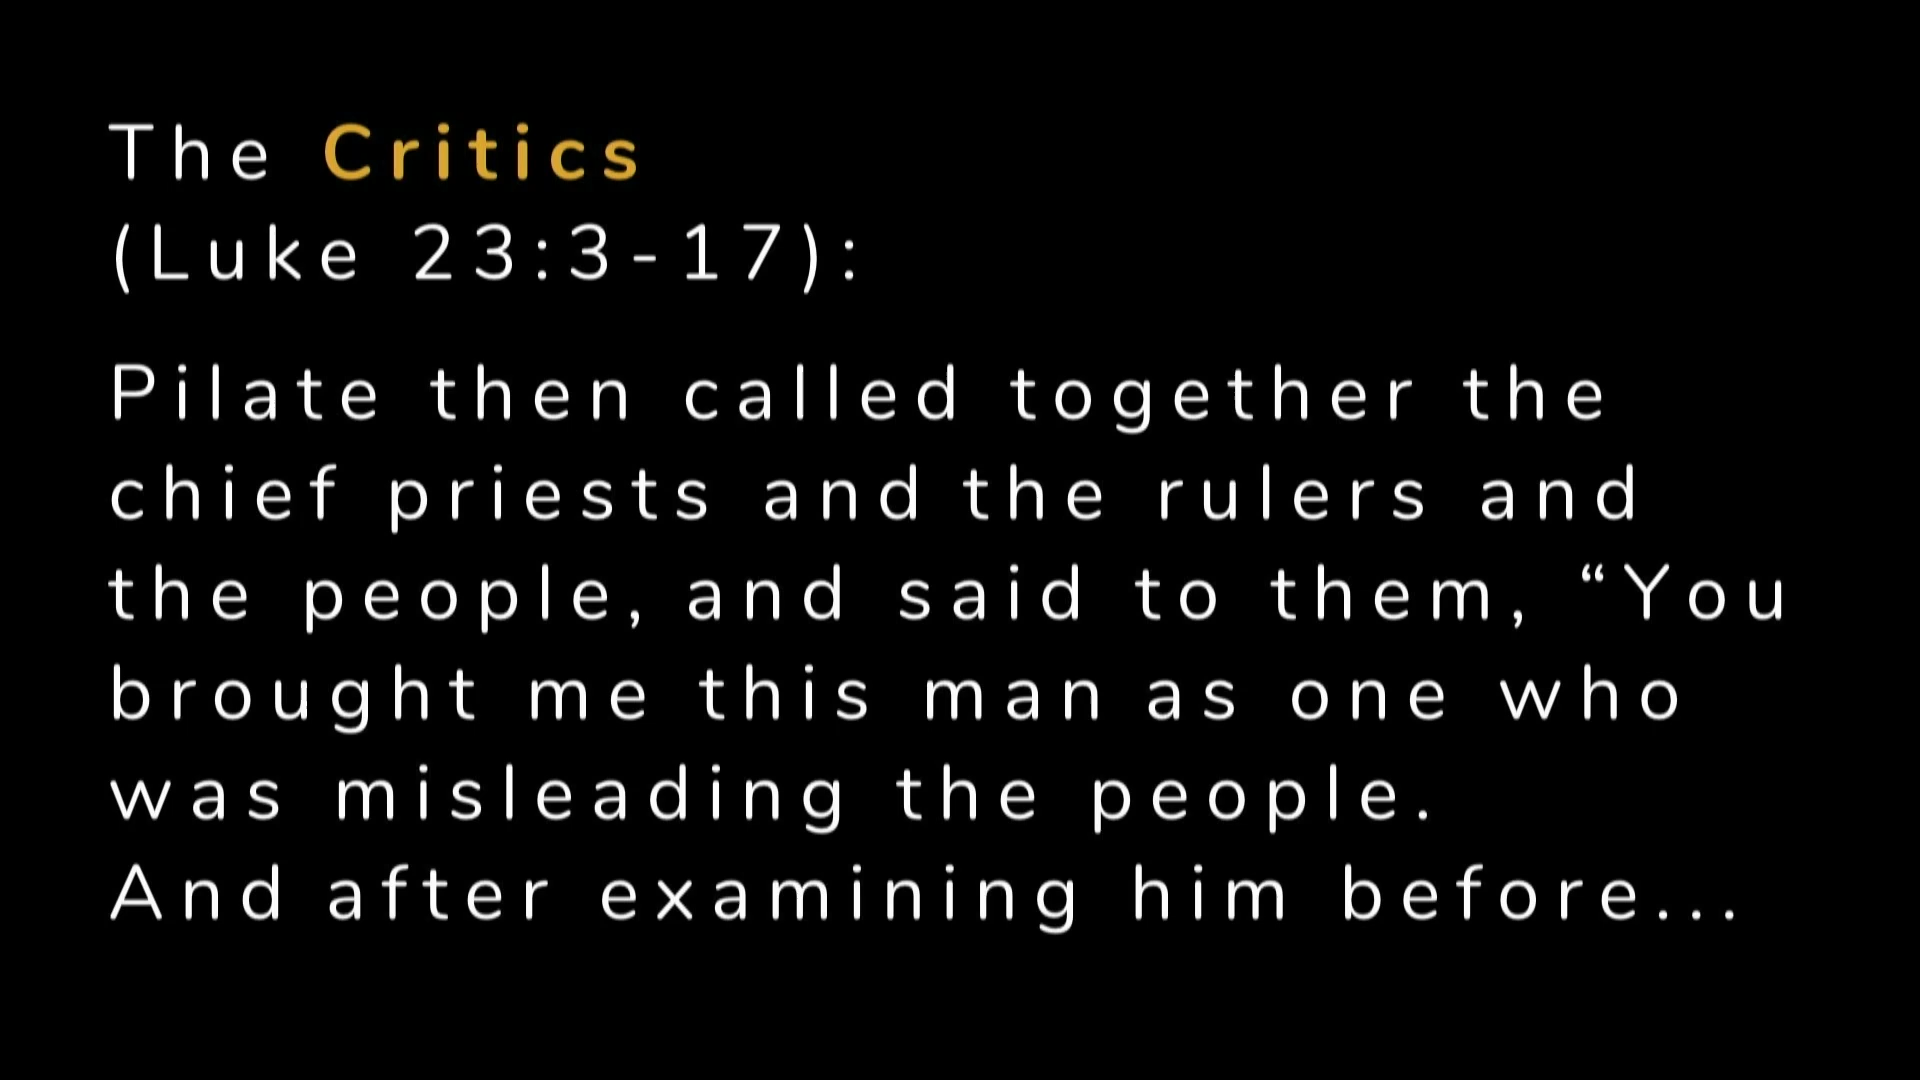 The Critics
(Luke 23:3-17):
Pilate then called together the
chief priests and the rulers and
the people, and said to them, “You
brought me this man as one who
was misleading the people.
And after examining him before...